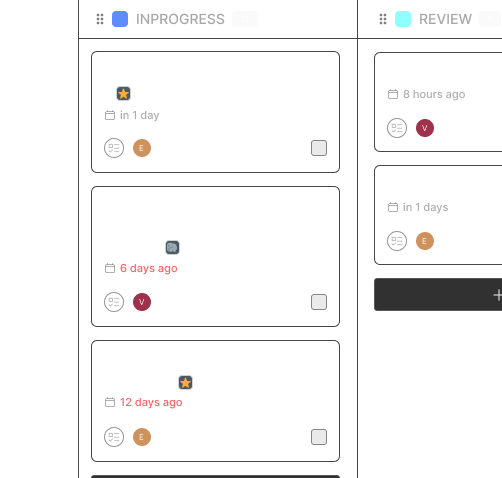 INPROGRESS
in 1 day
E
6 days ago
V
12 days ago
E
REVIEW
8 hours ago
V
in 1 days
E